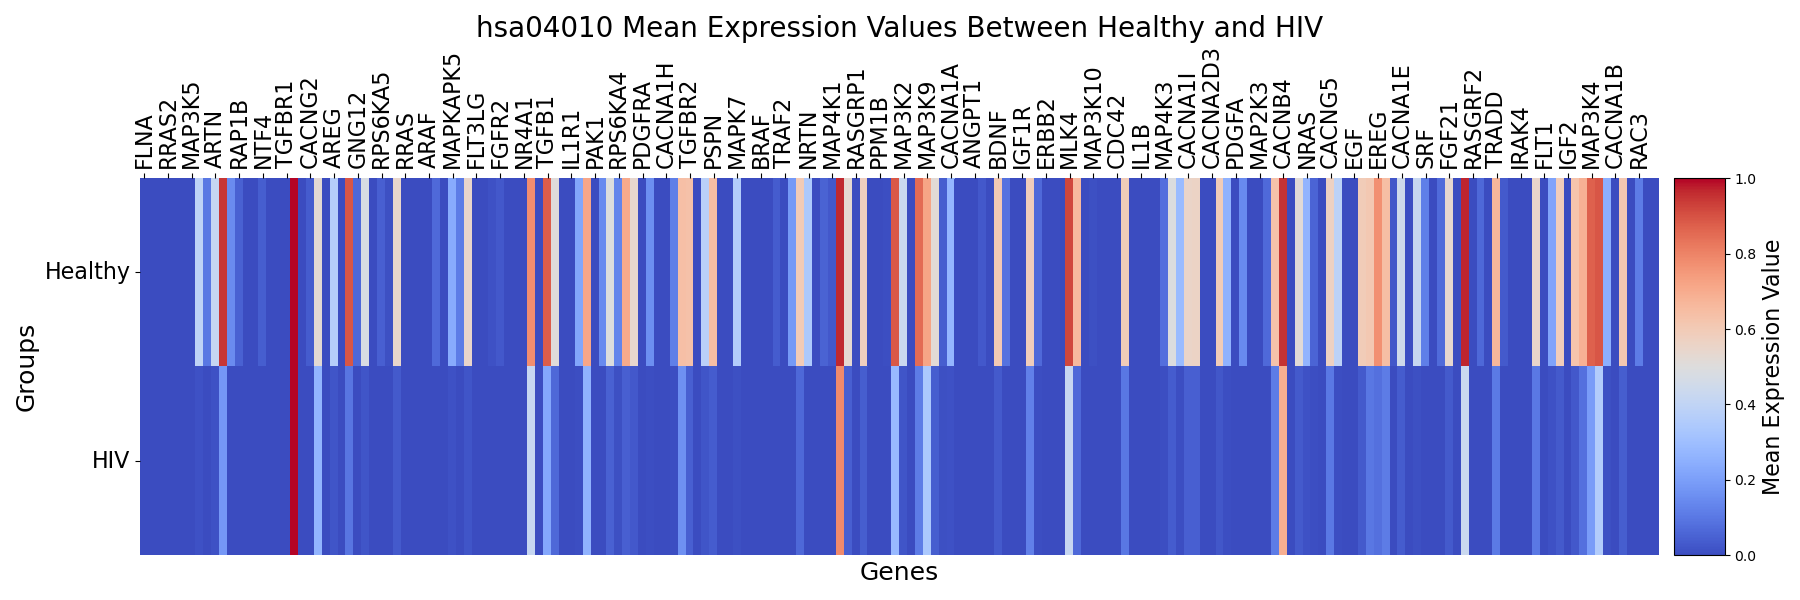 hsa04010 Mean Expression Values Between Healthy and HIV
FLNA
RRAS2
MAP3K5
ARTN
RAP1B
NTF4
TGFBR1
CACNG2
AREG
GNG12
RPS6KA5
RRAS
ARAF
MAPKAPK5
FLT3LG
FGFR2
NR4A1
TGFB1
IL1R1
PAK1
RPS6KA4
PDGFRA
CACNA1H
TGFBR2
PSPN
MAPK7
BRAF
TRAF2
NRTN
MAP4K1
RASGRP1
PPM1B
MAP3K2
MAP3K9
CACNA1A
ANGPT1
BDNF
IGF1R
ERBB2
MLK4
MAP3K10
CDC42
IL1B
MAP4K3
CACNA1I
CACNA2D3
PDGFA
MAP2K3
CACNB4
NRAS
CACNG5
EGF
EREG
CACNA1E
SRF
FGF21
RASGRF2
TRADD
IRAK4
FLT1
IGF2
MAP3K4
CACNA1B
RAC3
Groups
Healthy
HIV
Genes
1.0
0.8
0.6
0.4
0.2
0.0
Mean Expression Value